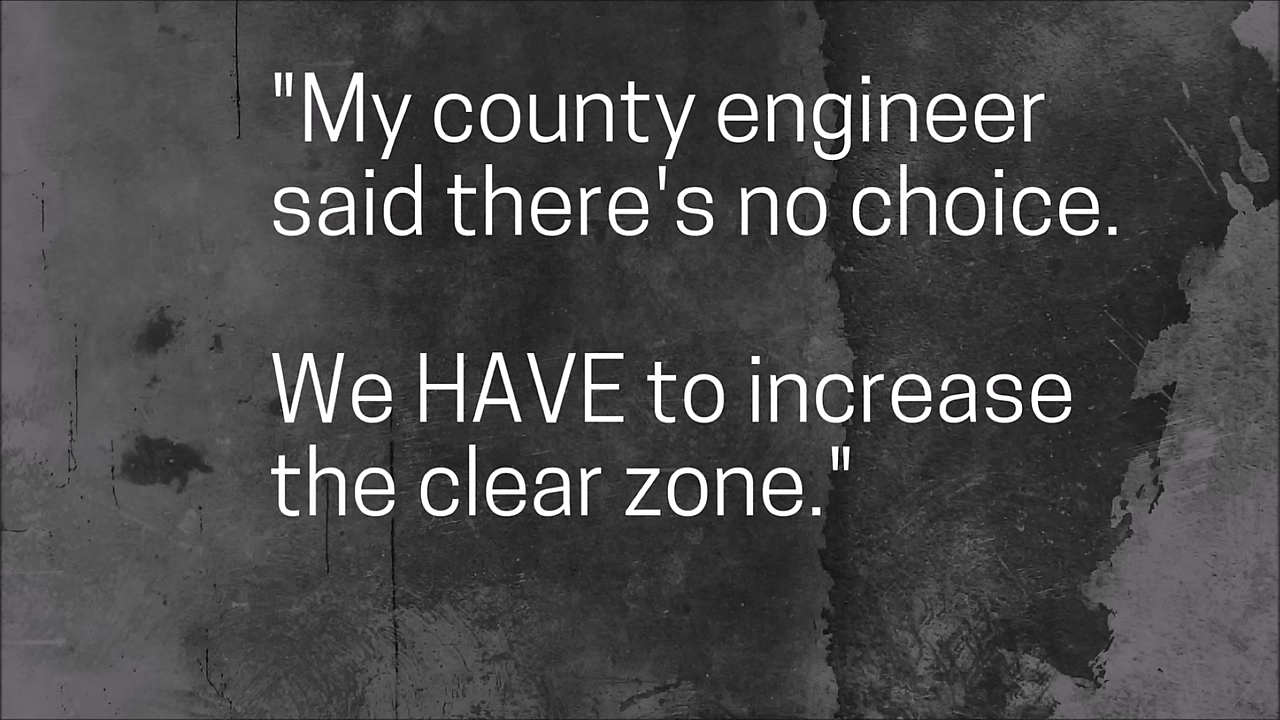 "My county engineer
said there's no choice.
We HAVE to increase
the clear zone."